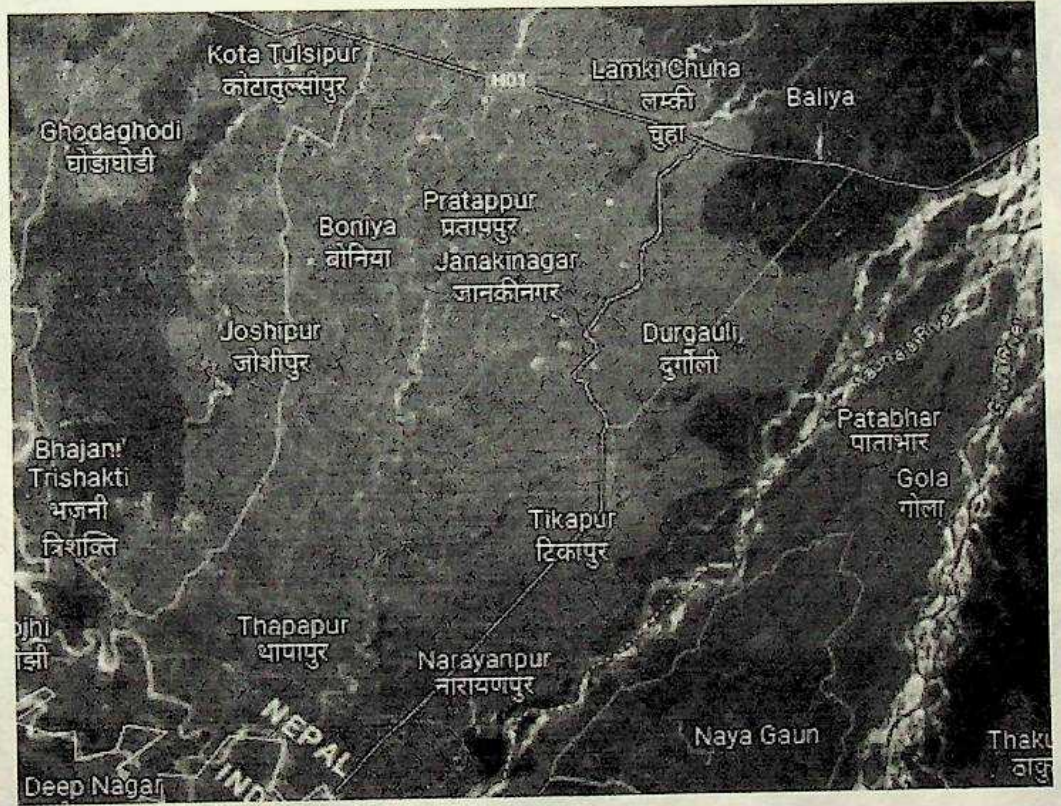 Kota Tulsipur
कोटातुल्सीपुर
H01
Lamki Chuha
लम्की
चुहा
Baliya
Ghodaghodi
घोडाघोडी
Pratappur
प्रतापपुर
Boniya
बोनिया
Janakinagar
जानकीनगर
Joshipur
जोशीपुर
Durgauli
दुर्गौली
Patabhar
पाताभार
Gola
गोला
Bhajani
Trishakti
भजनी
त्रिशक्ति
Tikapur
टिकापुर
Thapapur
थापापुर
Narayanpur
नारायणपुर
Naya Gaun
NEPAL
Deep Nagar